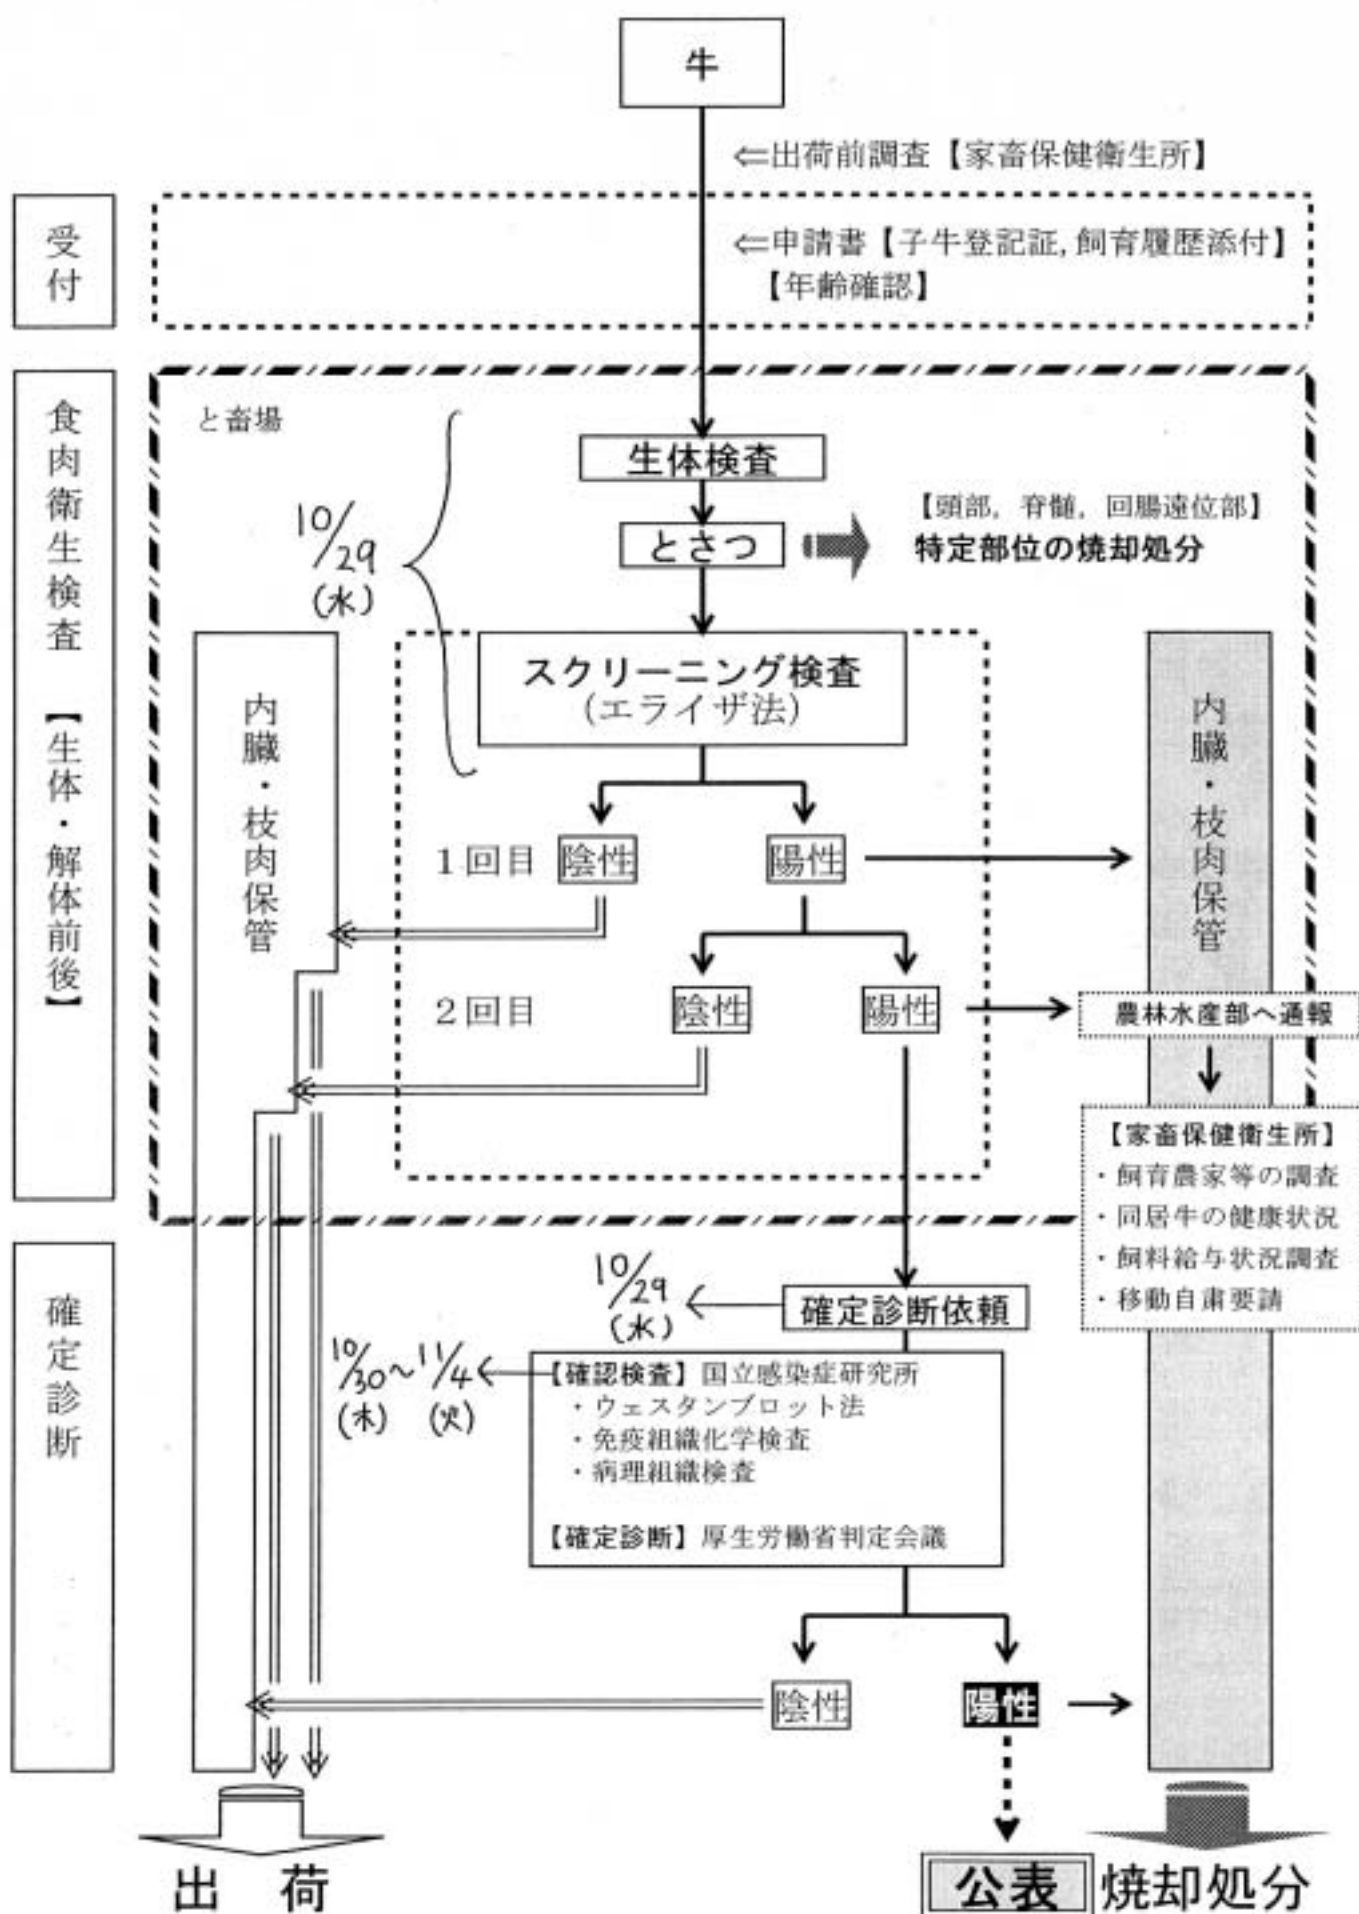 牛
⇐出荷前調査【家畜保健衛生所】
受付
⇐申請書【子牛登記証,飼育履歴添付】
【年齢確認】
食肉衛生検査 【生体・解体前後】
と畜場
生体検査
10/29
(水)
とさつ
【頭部, 脊髄, 回腸遠位部】
特定部位の焼却処分
スクリーニング検査
(エライザ法)
内臓・枝肉保管
内臓・枝肉保管
1回目 陰性 陽性
2回目 陰性 陽性
農林水産部へ通報
【家畜保健衛生所】
・飼育農家等の調査
・同居牛の健康状況
・飼料給与状況調査
・移動自粛要請
確定診断
10/29
(水)
確定診断依頼
10/30~11/4
(木) (火)
【確認検査】国立感染症研究所
・ウェスタンブロット法
・免疫組織化学検査
・病理組織検査
【確定診断】厚生労働省判定会議
陰性 陽性
出 荷
公表 焼却処分